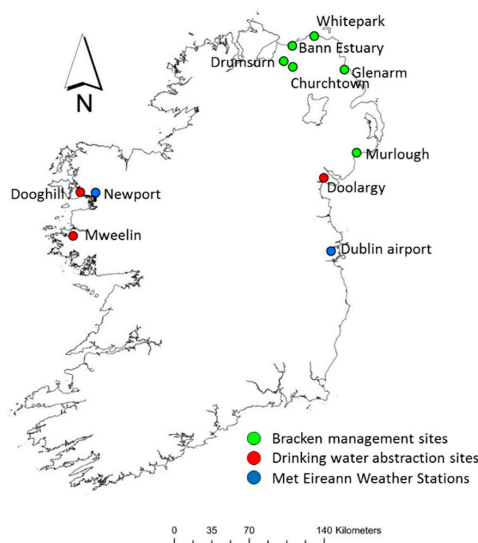 Whitepark
Bann Estuary
Drumsurn
Churchtown
Glenarm
N
Murlough
Doolargy
Dooghill
Newport
Mweelin
Dublin airport
Bracken management sites
Drinking water abstraction sites
Met Eireann Weather Stations
0 35 70 140 Kilometers